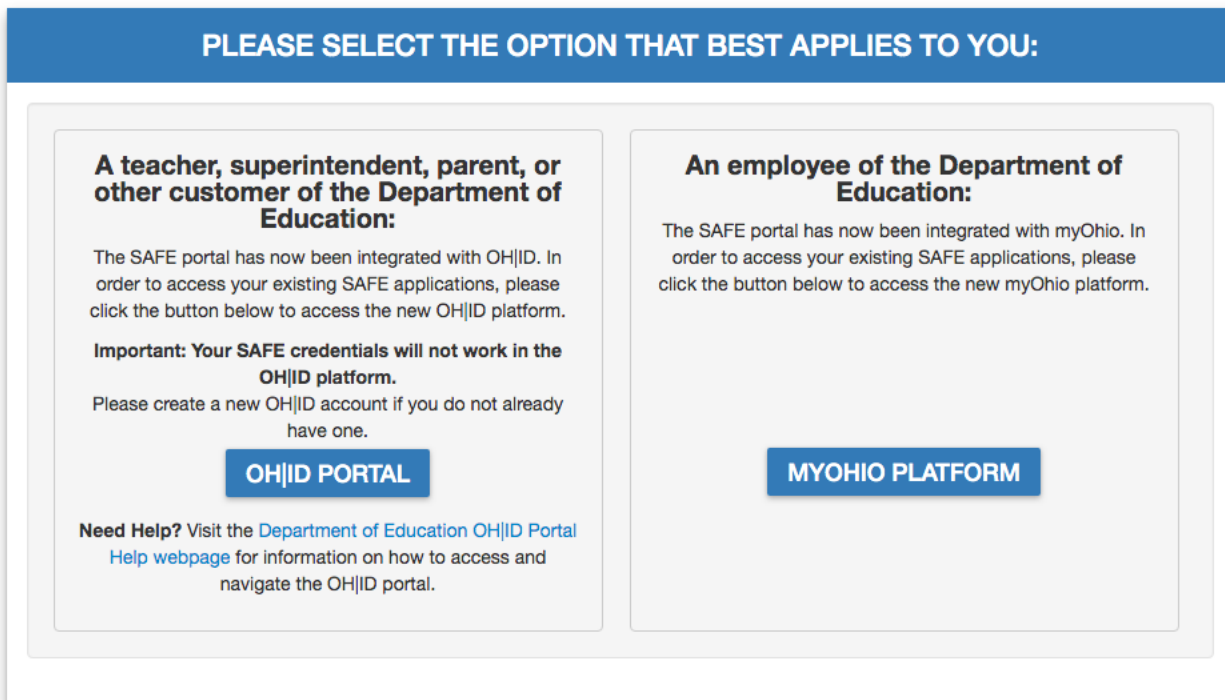 PLEASE SELECT THE OPTION THAT BEST APPLIES TO YOU:
A teacher, superintendent, parent, or
other customer of the Department of
Education:
The SAFE portal has now been integrated with OH|ID. In
order to access your existing SAFE applications, please
click the button below to access the new OH|ID platform.
Important: Your SAFE credentials will not work in the
OH|ID platform.
Please create a new OH|ID account if you do not already
have one.
OH|ID PORTAL
Need Help? Visit the Department of Education OH|ID Portal
Help webpage for information on how to access and
navigate the OH|ID portal.
An employee of the Department of
Education:
The SAFE portal has now been integrated with myOhio. In
order to access your existing SAFE applications, please
click the button below to access the new myOhio platform.
MYOHIO PLATFORM